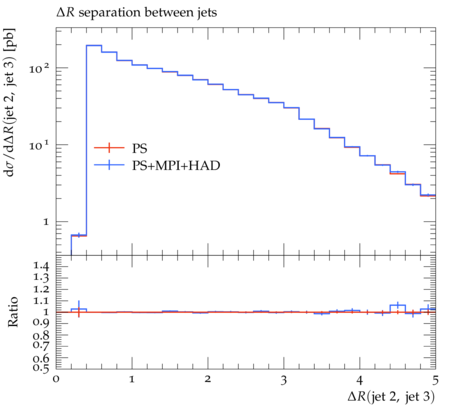 ΔR separation between jets
dσ/dΔR(jet 2, jet 3) [pb]
10²
10¹
1
PS
PS+MPI+HAD
Ratio
1.4
1.3
1.2
1.1
1
0.9
0.8
0.7
0.6
0.5
0 1 2 3 4 5
ΔR(jet 2, jet 3)